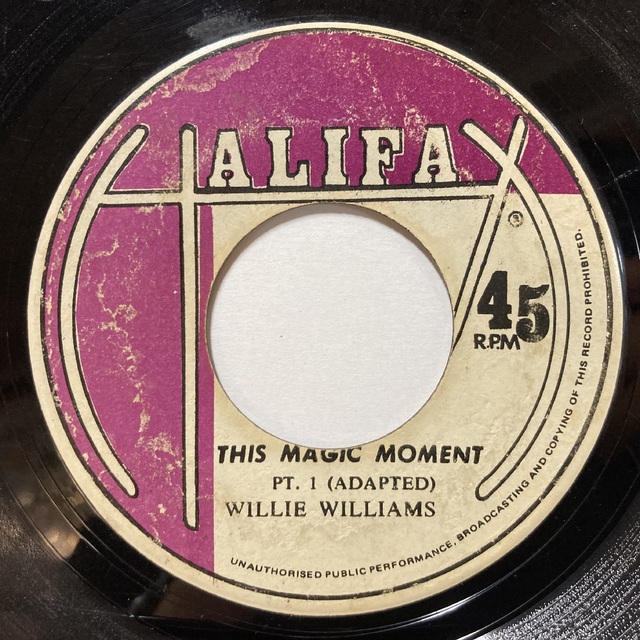 HALIFAX
45
R.P.M
THIS MAGIC MOMENT
PT. 1 (ADAPTED)
WILLIE WILLIAMS
UNAUTHORISED PUBLIC PERFORMANCE, BROADCASTING AND COPYING OF THIS RECORD PROHIBITED.